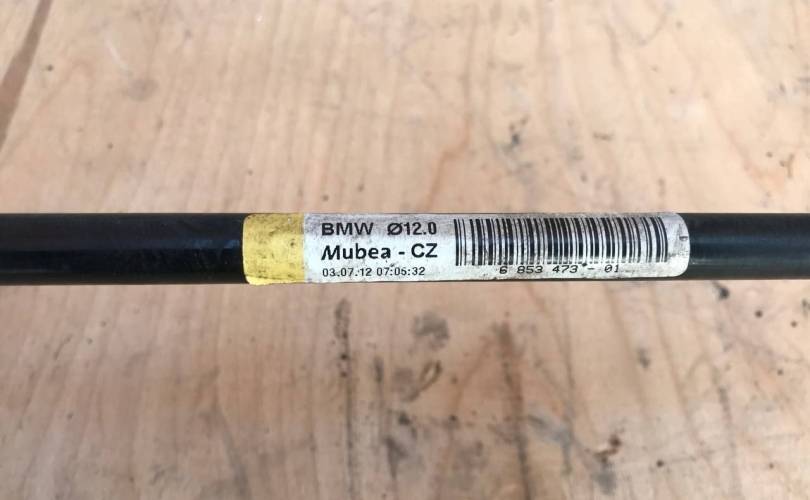 BMW Ø12.0
Mubea - CZ
03.07.12 07:05:32
6 853 473 - 01